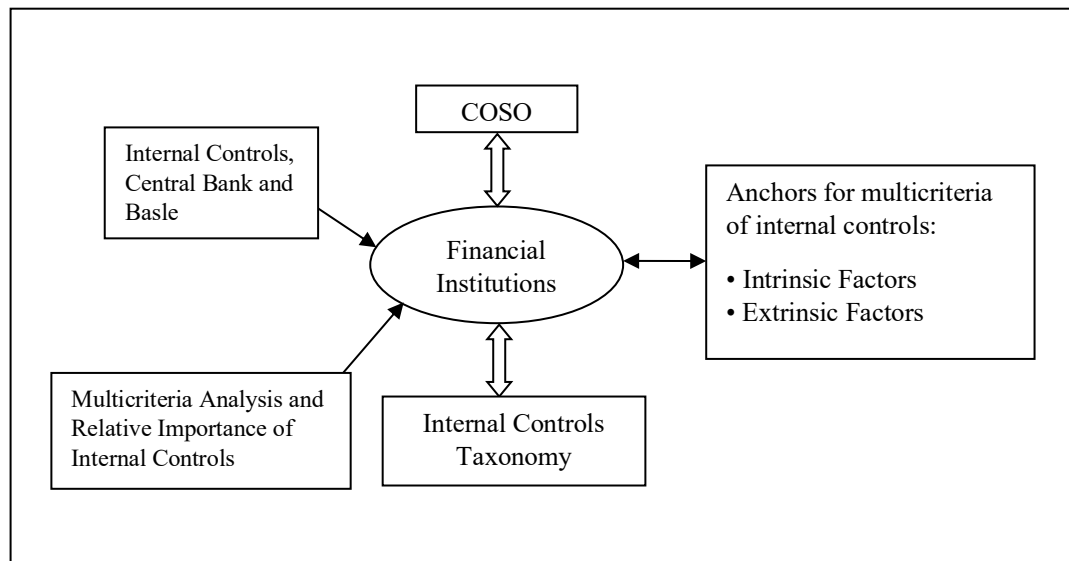 COSO
Internal Controls,
Central Bank and
Basle
Financial
Institutions
Anchors for multicriteria
of internal controls:
• Intrinsic Factors
• Extrinsic Factors
Multicriteria Analysis and
Relative Importance of
Internal Controls
Internal Controls
Taxonomy